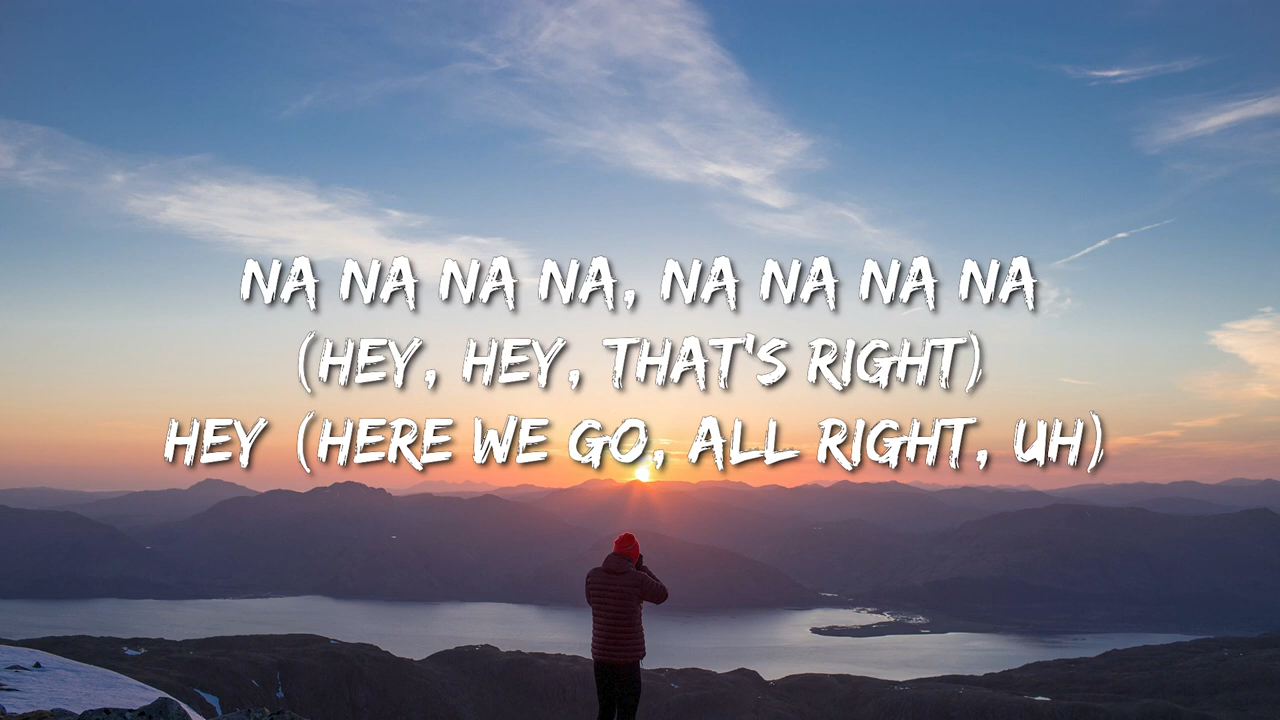 NA NA NA NA, NA NA NA NA
(HEY, HEY, THAT'S RIGHT)
HEY (HERE WE GO, ALL RIGHT, UH)